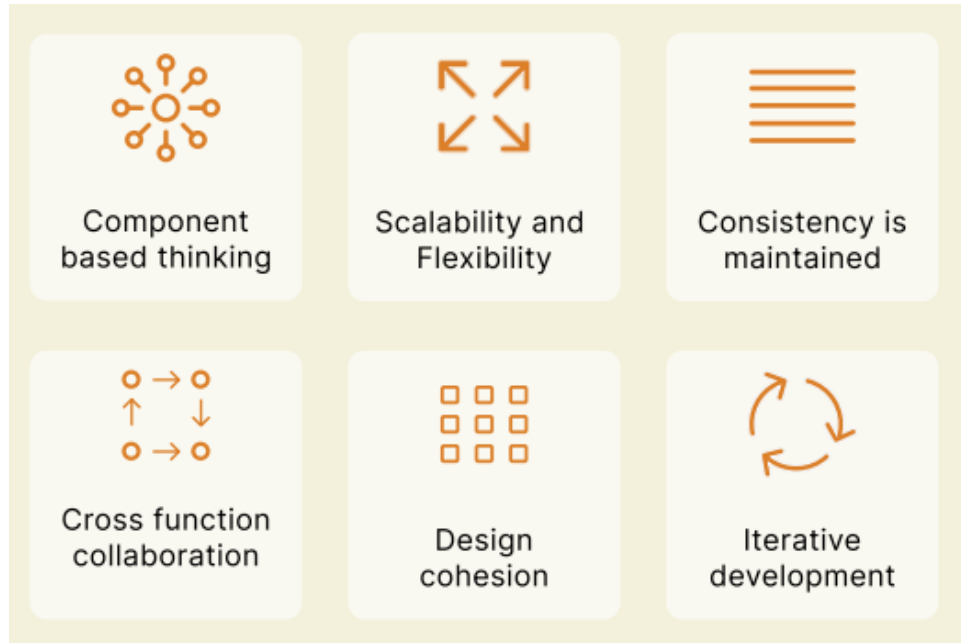 Component
based thinking
Scalability and
Flexibility
Consistency is
maintained
Cross function
collaboration
Design
cohesion
Iterative
development